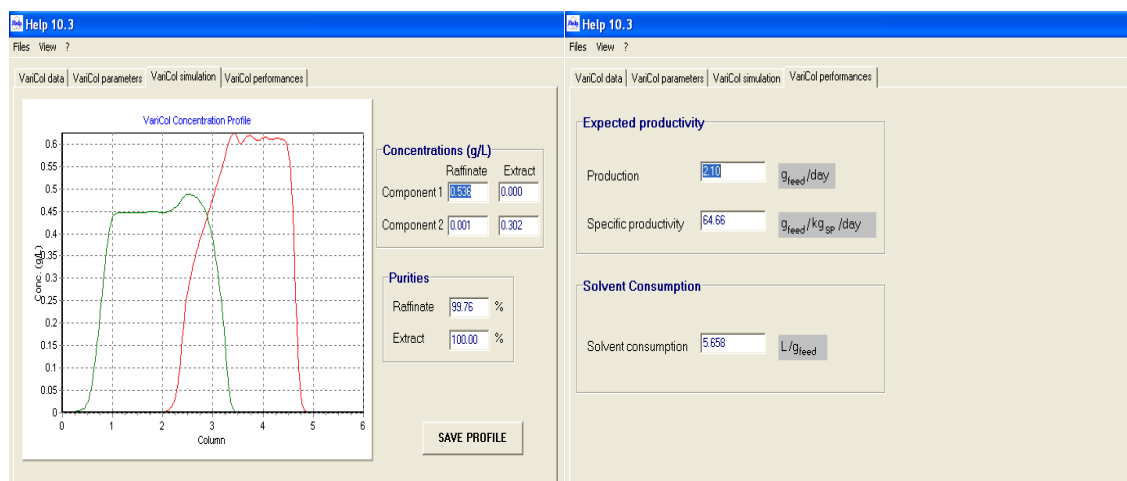 Help 10.3
Files View ?
VariCol data VariCol parameters VariCol simulation VariCol performances
VariCol Concentration Profile
0.6
0.55
0.5
0.45
0.4
0.35
0.3
0.25
0.2
0.15
0.1
0.05
0
Conc. (g/L)
0 1 2 3 4 5 6
Column
Concentrations (g/L)
Raffinate Extract
Component 1 0.536 0.000
Component 2 0.001 0.302
Purities
Raffinate 99.76 %
Extract 100.00 %
SAVE PROFILE
Help 10.3
Files View ?
VariCol data VariCol parameters VariCol simulation VariCol performances
Expected productivity
Production 2.10 gfeed/day
Specific productivity 64.66 gfeed/kgSP/day
Solvent Consumption
Solvent consumption 5.658 L/gfeed